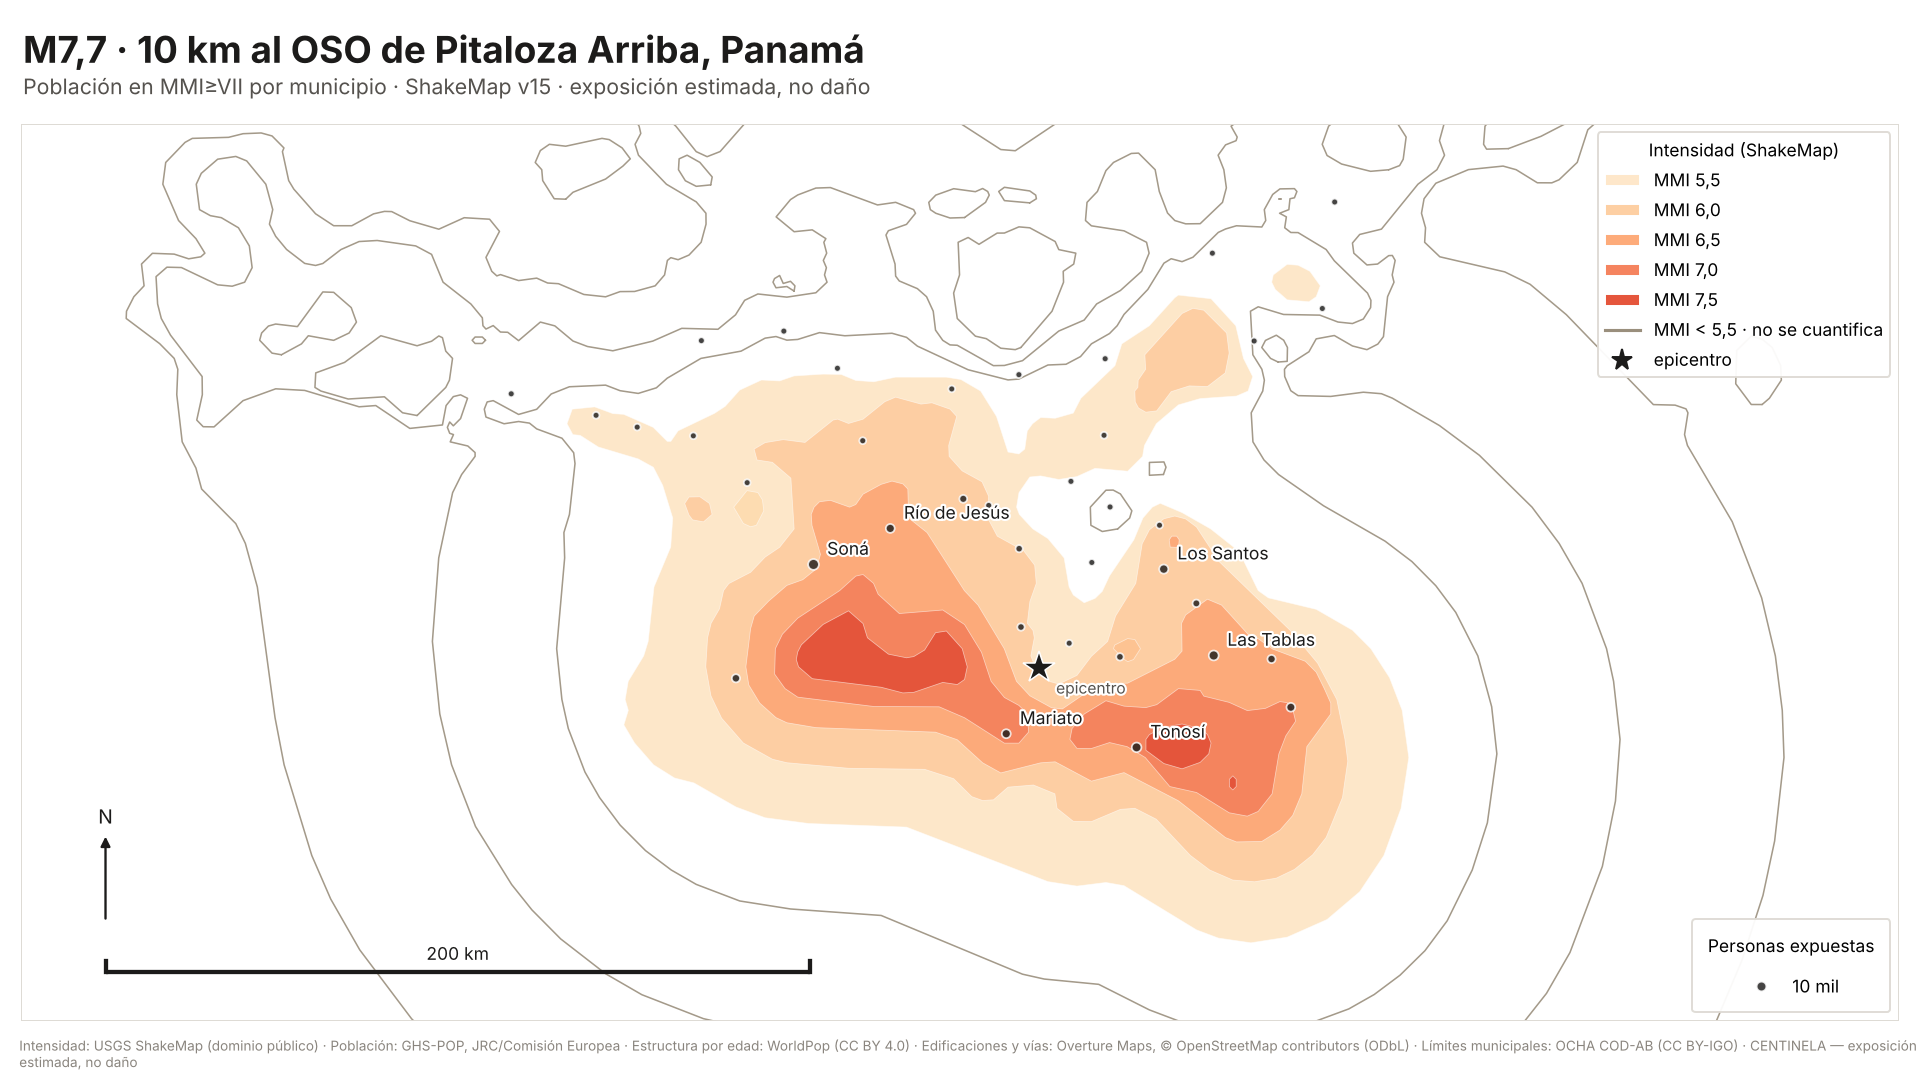 M7,7 · 10 km al OSO de Pitaloza Arriba, Panamá
Población en MMI≥VII por municipio · ShakeMap v15 · exposición estimada, no daño
Intensidad (ShakeMap)
MMI 5,5
MMI 6,0
MMI 6,5
MMI 7,0
MMI 7,5
MMI < 5,5 · no se cuantifica
epicentro
Río de Jesús
Soná
Los Santos
Las Tablas
epicentro
Mariato
Tonosí
N
200 km
Personas expuestas
10 mil
Intensidad: USGS ShakeMap (dominio público) · Población: GHS-POP, JRC/Comisión Europea · Estructura por edad: WorldPop (CC BY 4.0) · Edificaciones y vías: Overture Maps, © OpenStreetMap contributors (ODbL) · Límites municipales: OCHA COD-AB (CC BY-IGO) · CENTINELA — exposición
estimada, no daño